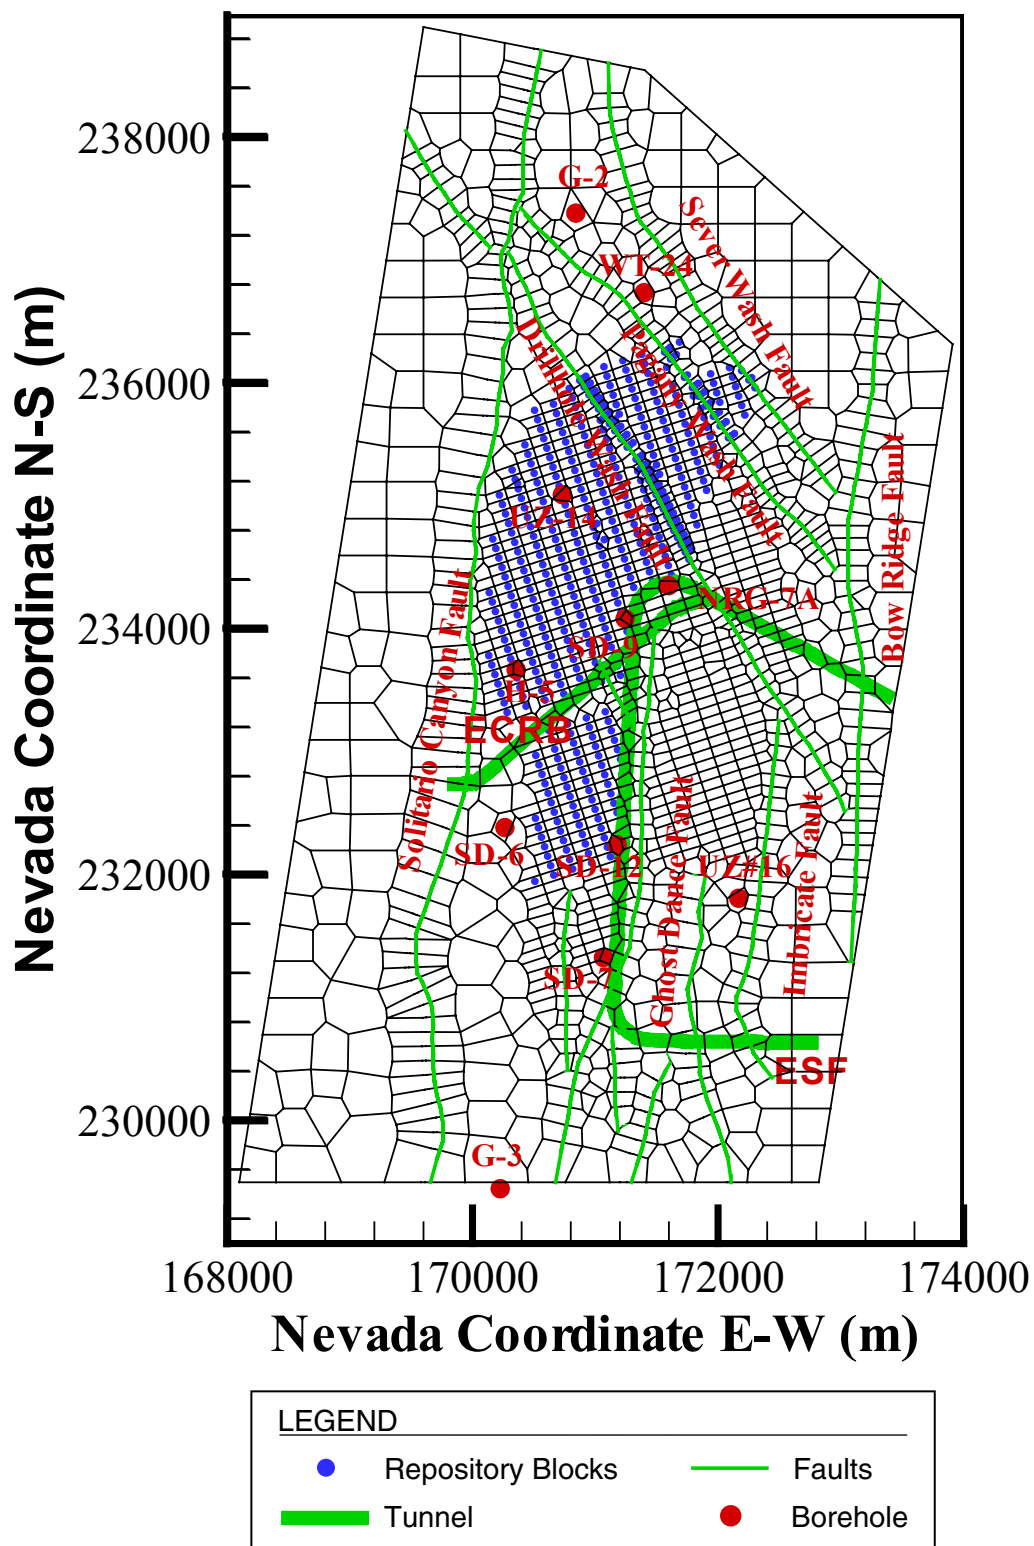 238000
G-2
Sever Wash Fault
WT-24
Pagany Wash Fault
Drillhole Wash Fault
236000
Nevada Coordinate N-S (m)
Bow Ridge Fault
UZ-14
234000
NRG-7A
SD-9
Solitario Canyon Fault
H-5
ECRB
SD-6
SD-12
UZ#16
232000
Ghost Dance Fault
Imbricate Fault
SD-7
ESF
230000
G-3
168000
170000
172000
174000
Nevada Coordinate E-W (m)
LEGEND
Repository Blocks
Faults
Tunnel
Borehole